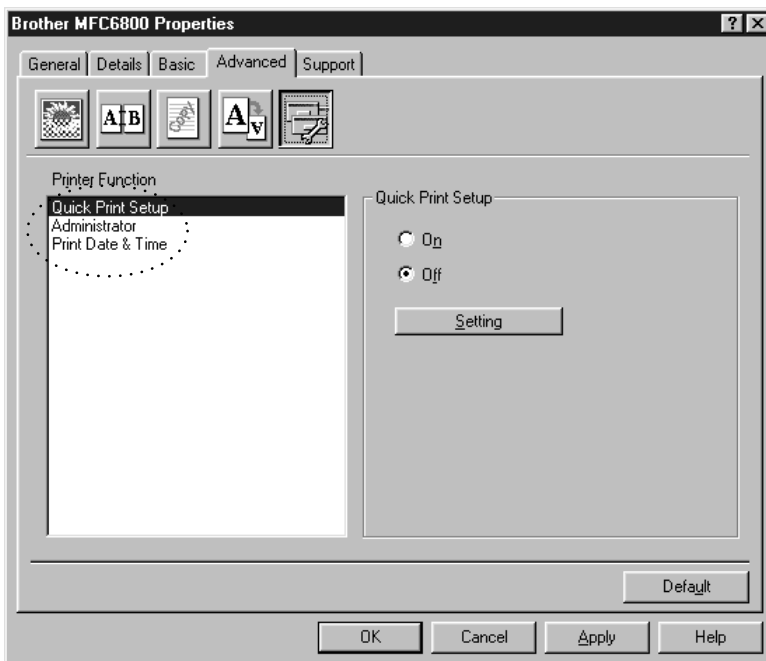 Brother MFC6800 Properties
General Details Basic Advanced Support
A B COPY A A
Printer Function
Quick Print Setup
Administrator
Print Date & Time
Quick Print Setup
On
Off
Setting
Default
OK Cancel Apply Help